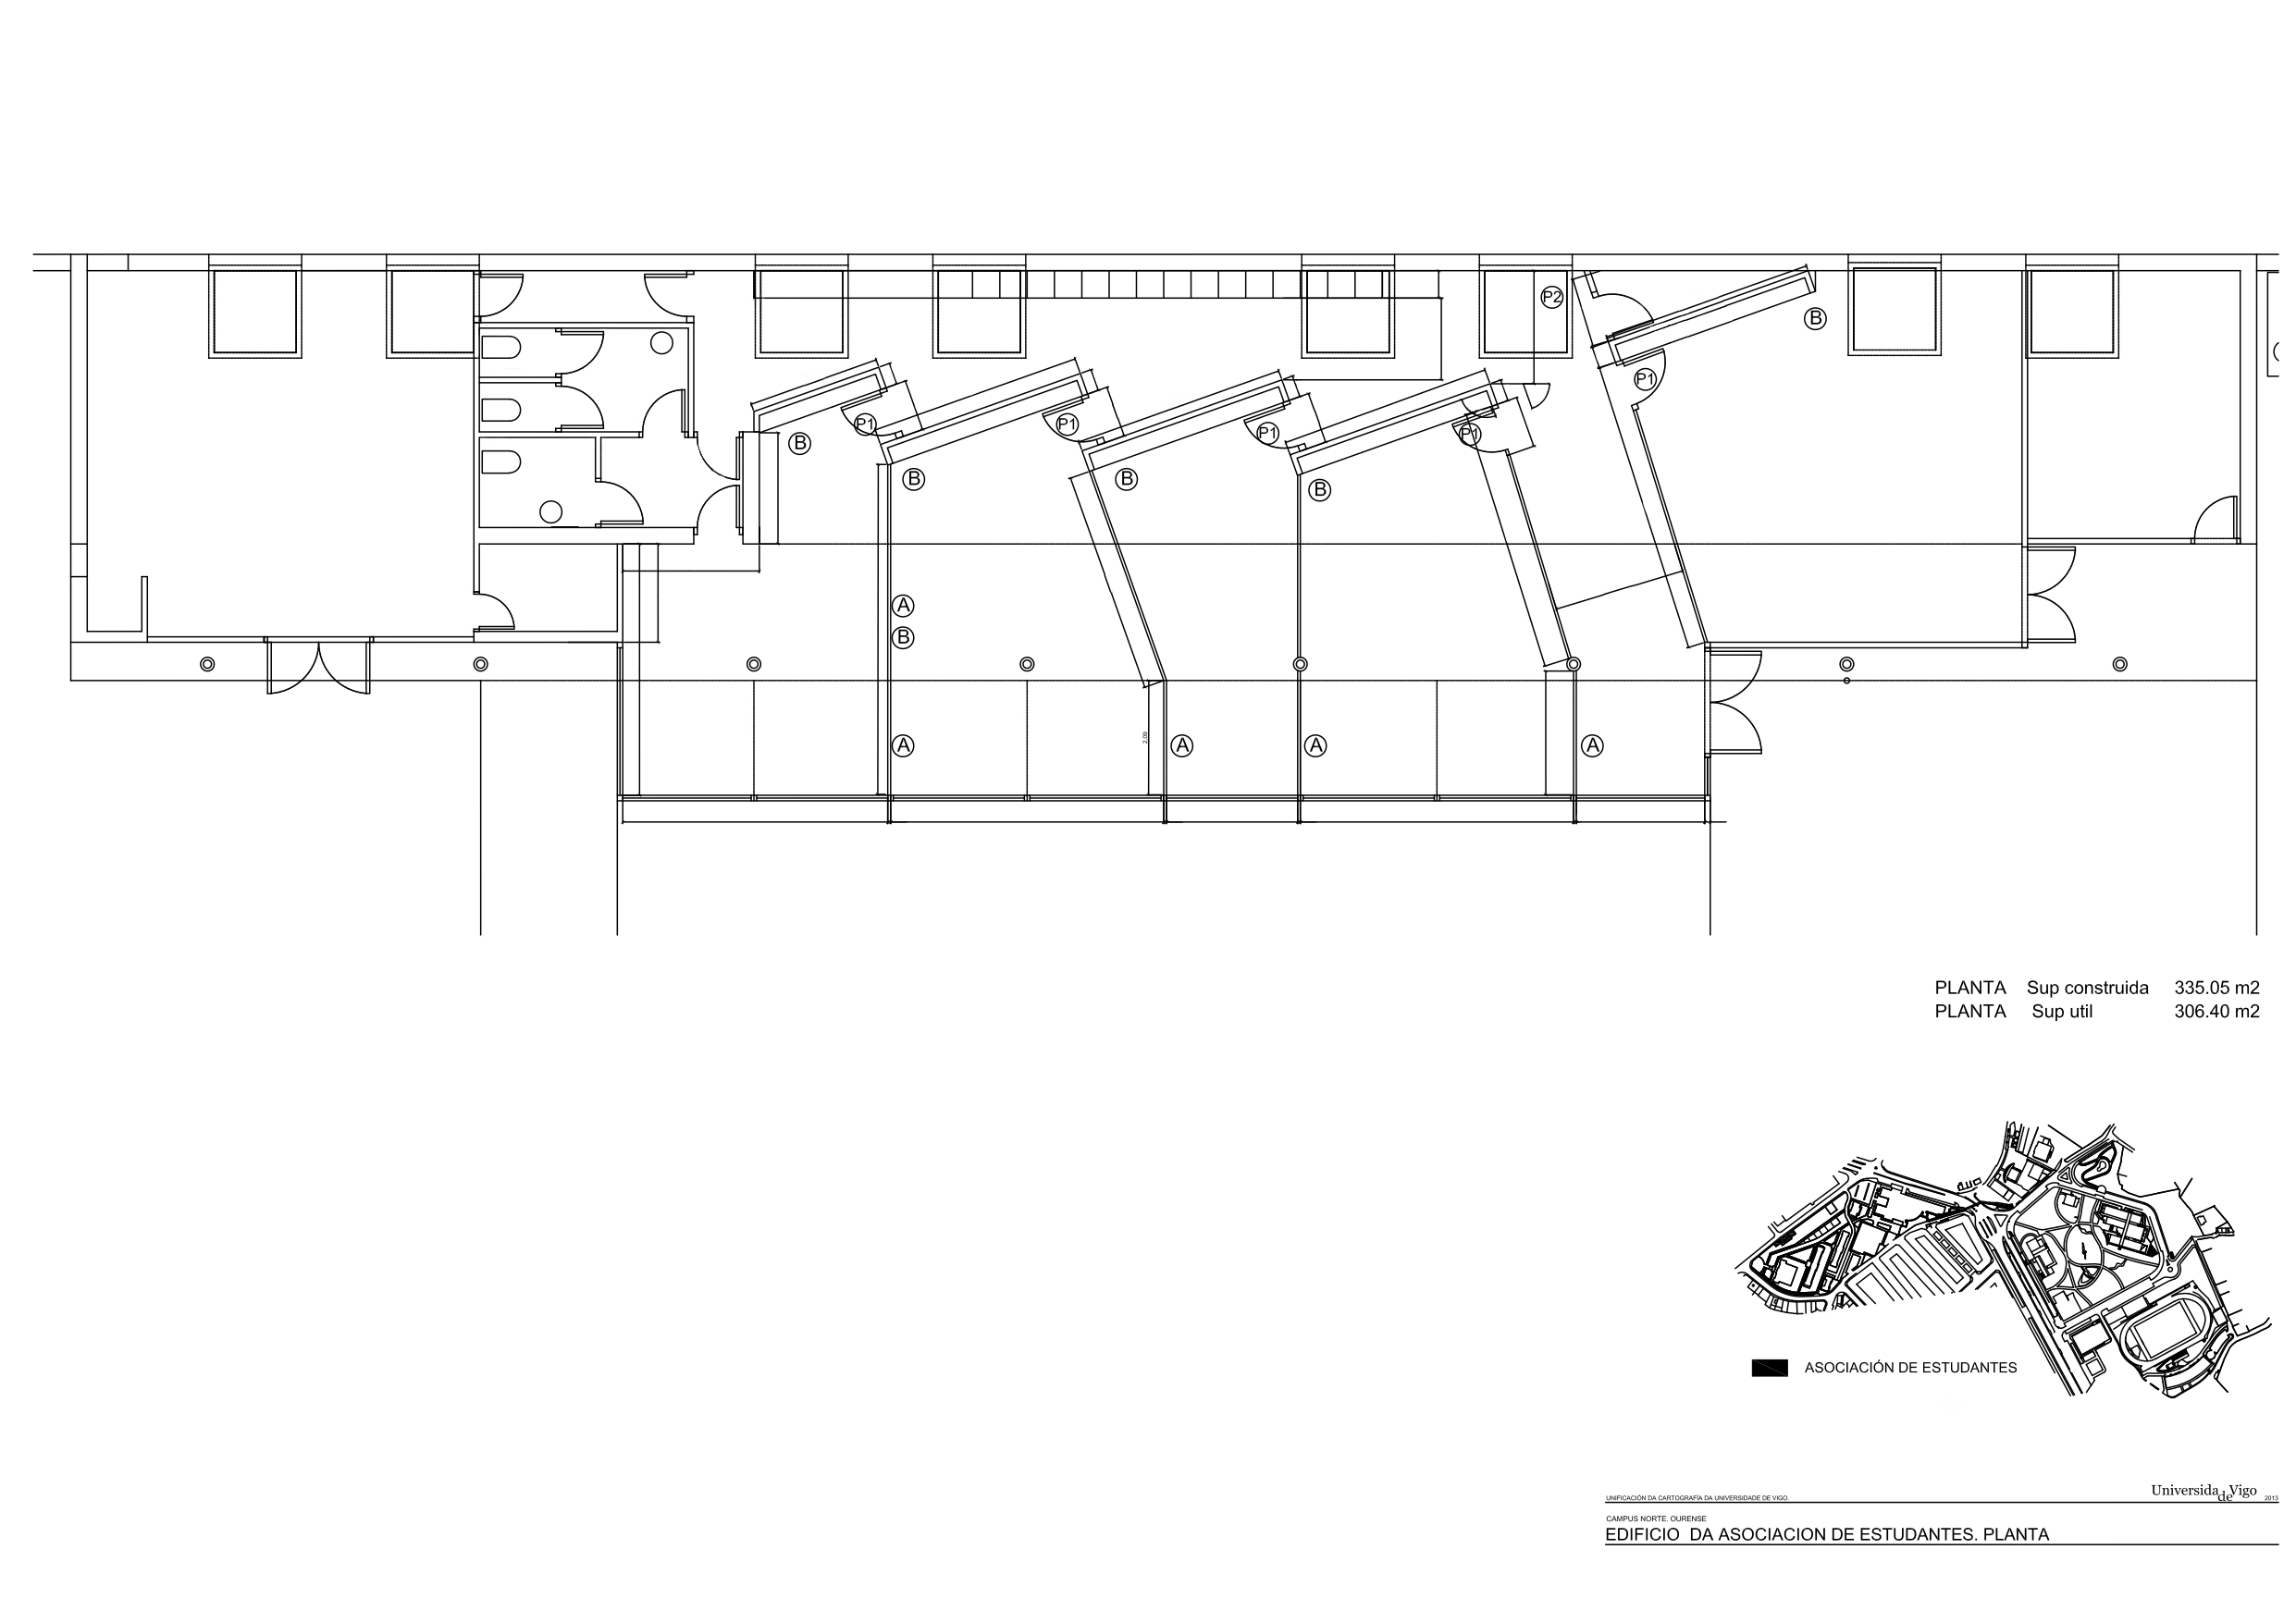 P2
B
P1
P1
P1
P1
P1
B
B
B
B
A
B
2.09
A
A
A
A
PLANTA Sup construida 335.05 m2
PLANTA Sup util 306.40 m2
ASOCIACIÓN DE ESTUDANTES
UNIFICACIÓN DA CARTOGRAFÍA DA UNIVERSIDADE DE VIGO.
Universidade Vigo 2013
CAMPUS NORTE. OURENSE
EDIFICIO DA ASOCIACION DE ESTUDANTES. PLANTA